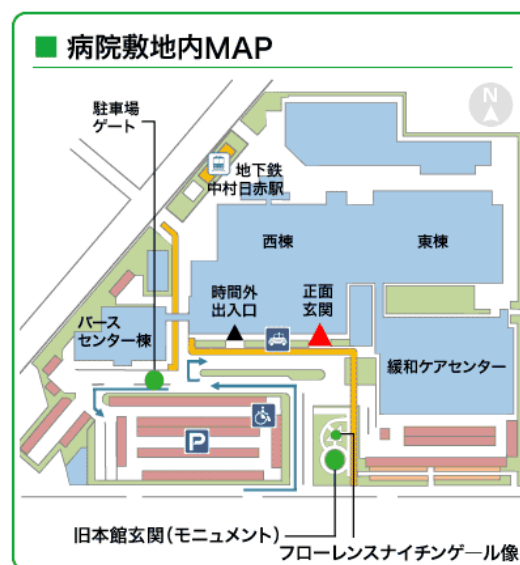 病院敷地内MAP
N
駐車場
ゲート
地下鉄
中村日赤駅
西棟
東棟
時間外
出入口
正面
玄関
バース
センター棟
緩和ケアセンター
P
旧本館玄関(モニュメント)
フローレンスナイチンゲール像